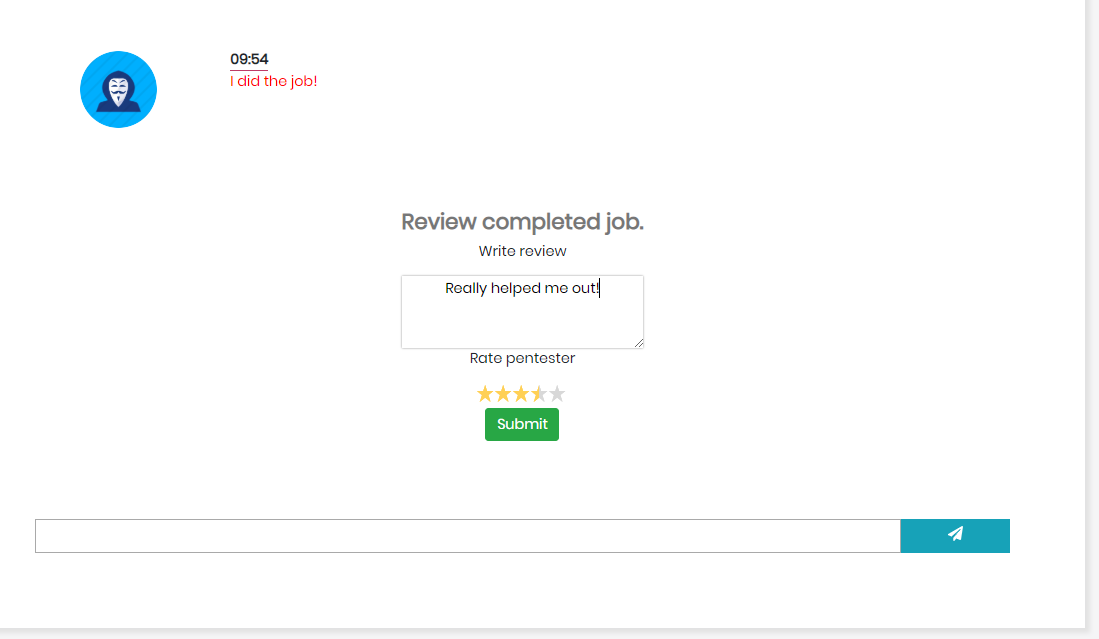 09:54
I did the job!
Review completed job.
Write review
Really helped me out!
Rate pentester
Submit